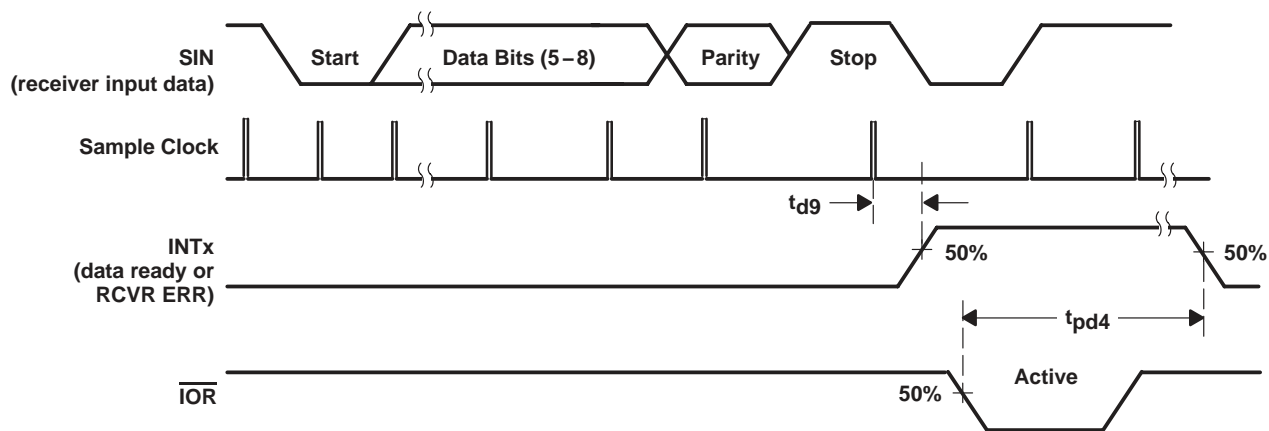 SIN
(receiver input data)
Start
Data Bits (5–8)
Parity
Stop
Sample Clock
td9
INTx
(data ready or
RCVR ERR)
50%
50%
tpd4
IOR
50%
Active